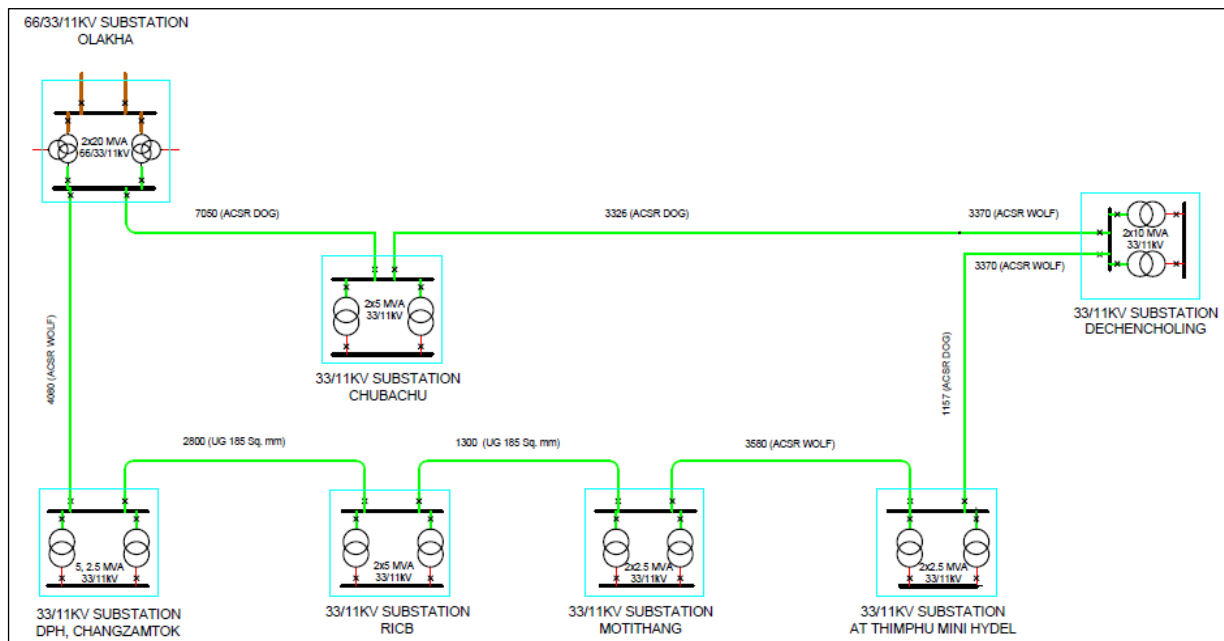 66/33/11KV SUBSTATION
OLAKHA
2x20 MVA
66/33/11kV
7050 (ACSR DOG)
3326 (ACSR DOG)
3370 (ACSR WOLF)
2x10 MVA
33/11kV
3370 (ACSR WOLF)
33/11KV SUBSTATION
DECHENCHOLING
2x5 MVA
33/11kV
33/11KV SUBSTATION
CHUBACHU
4080 (ACSR WOLF)
1157 (ACSR DOG)
2800 (UG 185 Sq. mm)
1300 (UG 185 Sq. mm)
3580 (ACSR WOLF)
5, 2.5 MVA
33/11kV
33/11KV SUBSTATION
DPH, CHANGZAMTOK
2x5 MVA
33/11kV
33/11KV SUBSTATION
RICB
2x2.5 MVA
33/11kV
33/11KV SUBSTATION
MOTITHANG
2x2.5 MVA
33/11kV
33/11KV SUBSTATION
AT THIMPHU MINI HYDEL